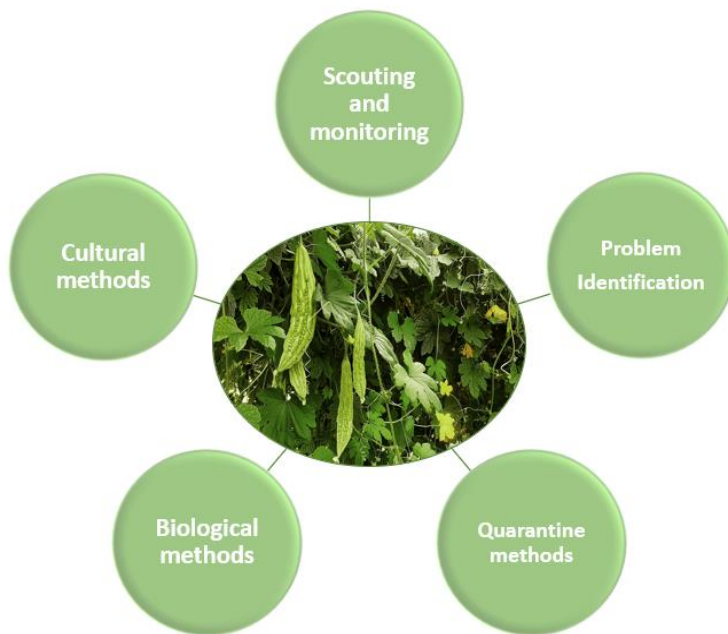 Scouting
and
monitoring
Problem
Identification
Quarantine
methods
Biological
methods
Cultural
methods